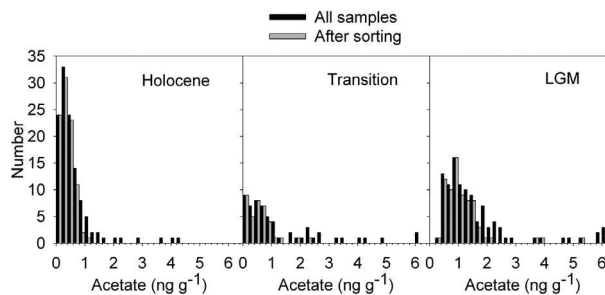 All samples
After sorting
35
30
25
20
15
10
5
0
Number
Holocene
Transition
LGM
0 1 2 3 4 5 6
0 1 2 3 4 5 6
0 1 2 3 4 5 6
Acetate (ng g⁻¹) Acetate (ng g⁻¹) Acetate (ng g⁻¹)